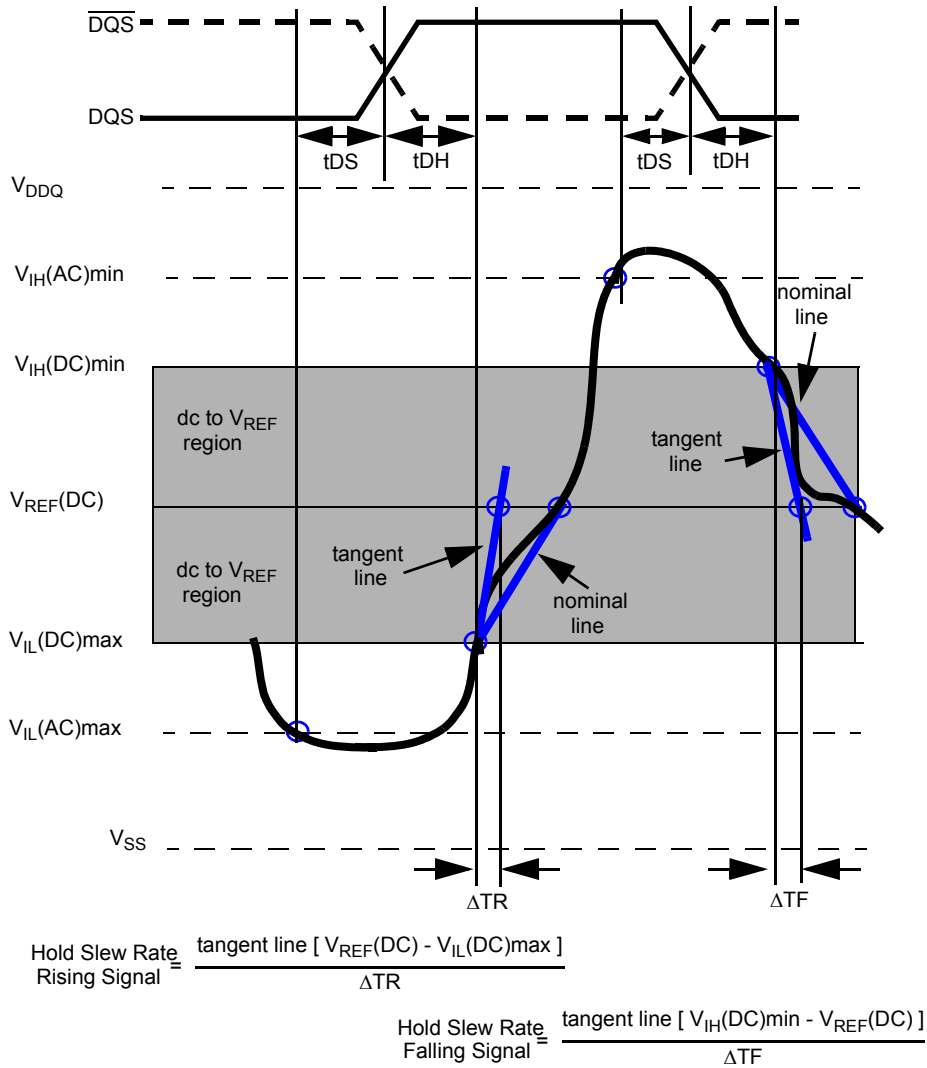 DQS
DQS
tDS tDH tDS tDH
VDDQ
VIH(AC)min
nominal
line
VIH(DC)min
dc to VREF
region
tangent
line
VREF(DC)
tangent
line
dc to VREF
region
nominal
line
VIL(DC)max
VIL(AC)max
VSS
ΔTR ΔTF
Hold Slew Rate
Rising Signal = tangent line [ VREF(DC) - VIL(DC)max ]
ΔTR
Hold Slew Rate
Falling Signal = tangent line [ VIH(DC)min - VREF(DC) ]
ΔTF